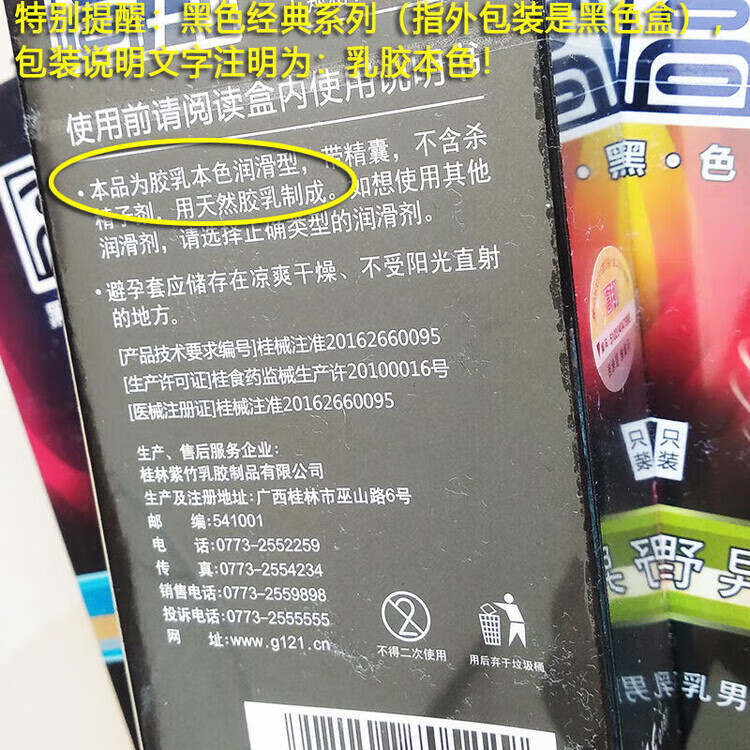 特别提醒：黑色经典系列（指外包装是黑色盒），
包装说明文字注明为：乳胶本色！
使用前请阅读盒内使用说明书
•本品为胶乳本色润滑型，带精囊，不含杀
精子剂，用天然胶乳制成。如想使用其他
润滑剂，请选择正确类型的润滑剂。
•避孕套应储存在凉爽干燥、不受阳光直射
的地方。
[产品技术要求编号]桂械注准20162660095
[生产许可证]桂食药监械生产许20100016号
[医械注册证]桂械注准20162660095
生产、售后服务企业：
桂林紫竹乳胶制品有限公司
生产及注册地址：广西桂林市巫山路6号
邮 编:541001
电 话:0773-2552259
传 真:0773-2554234
销售电话:0773-2559898
投诉电话:0773-2555555
网 址:www.g121.cn
不得二次使用
用后弃于垃圾桶
·黑·色
只装
只装
乳男